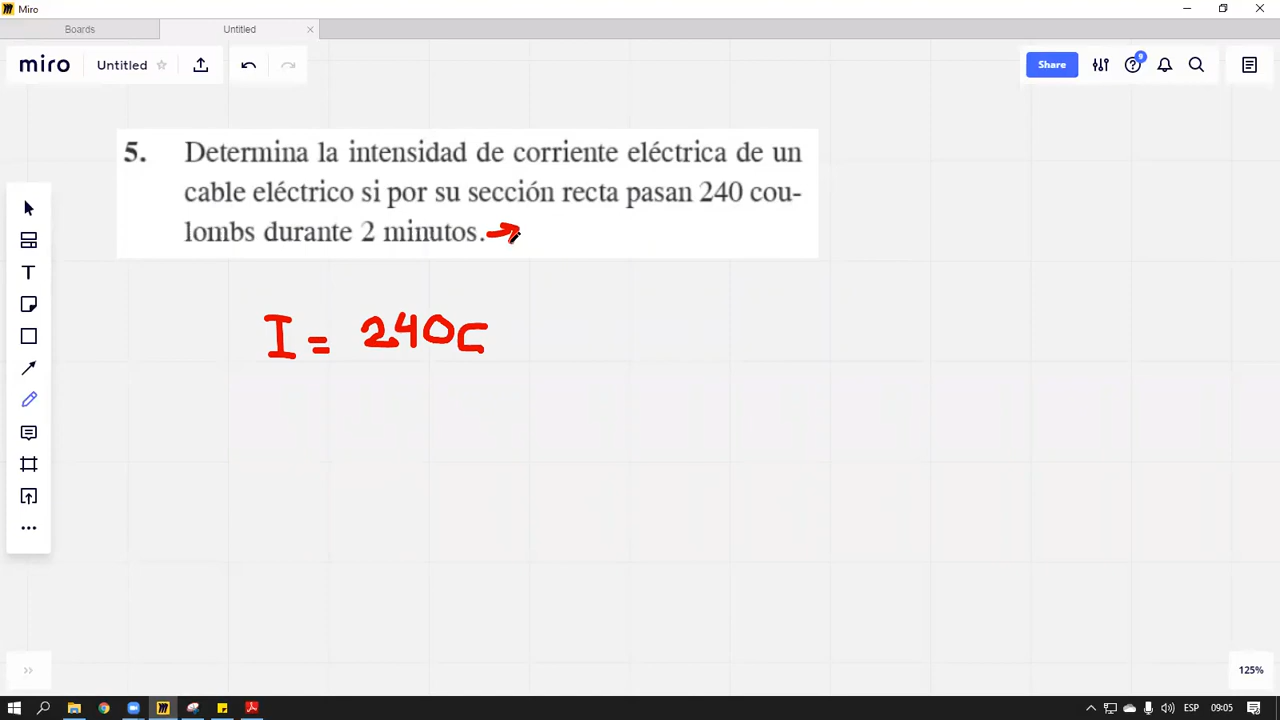 Miro
Boards
Untitled
miro Untitled
Share
9
5. Determina la intensidad de corriente eléctrica de un
cable eléctrico si por su sección recta pasan 240 cou-
lombs durante 2 minutos.
I = 240C
T
125%
ESP 09:05